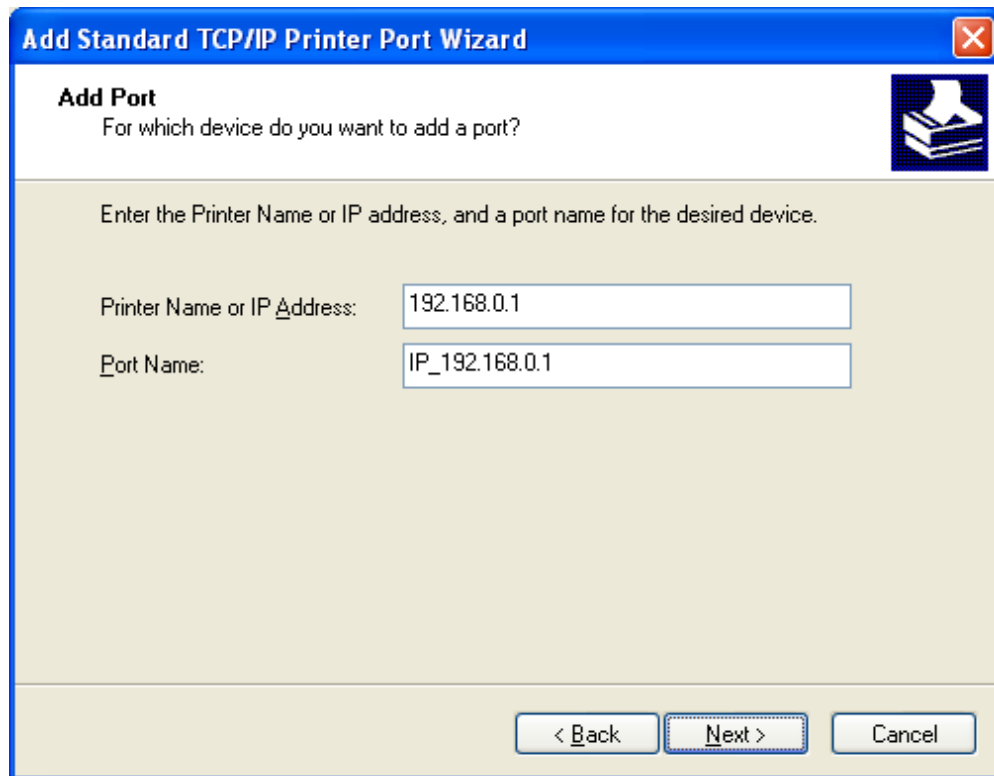 Add Standard TCP/IP Printer Port Wizard
Add Port
For which device do you want to add a port?
Enter the Printer Name or IP address, and a port name for the desired device.
Printer Name or IP Address: 192.168.0.1
Port Name: IP_192.168.0.1
< Back Next > Cancel